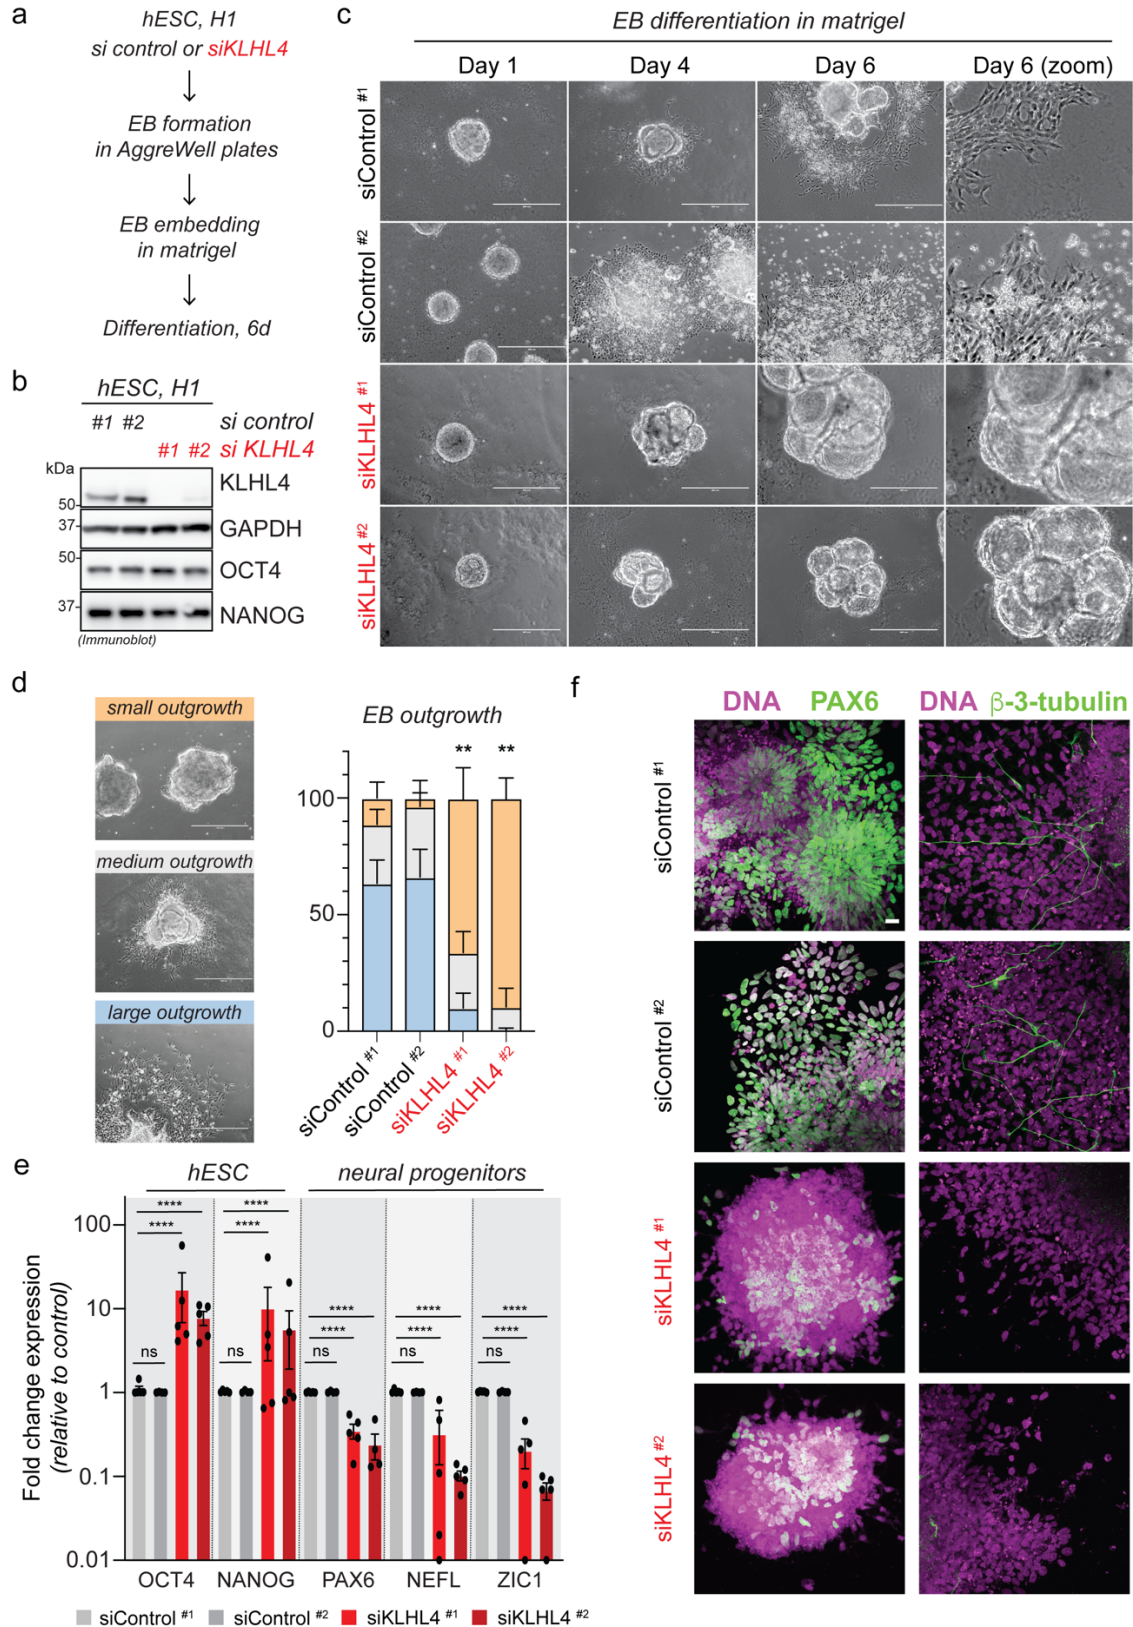 a
hESC, H1
si control or siKLHL4
EB formation
in AggreWell plates
EB embedding
in matrigel
Differentiation, 6d
b
hESC, H1
#1 #2 si control
#1 #2 si KLHL4
kDa
KLHL4
50-
37-
GAPDH
50-
OCT4
37-
NANOG
(Immunoblot)
c
EB differentiation in matrigel
Day 1 Day 4 Day 6 Day 6 (zoom)
siControl #1
siControl #2
siKLHL4 #1
siKLHL4 #2
d
small outgrowth
medium outgrowth
large outgrowth
EB outgrowth
** **
100
50
0
siControl #1
siControl #2
siKLHL4 #1
siKLHL4 #2
e
hESC neural progenitors
Fold change expression
(relative to control)
100
10
1
0.1
0.01
**** **** **** **** ****
**** **** **** **** ****
ns ns ns ns ns
OCT4 NANOG PAX6 NEFL ZIC1
siControl #1 siControl #2 siKLHL4 #1 siKLHL4 #2
f
DNA PAX6 DNA β-3-tubulin
siControl #1
siControl #2
siKLHL4 #1
siKLHL4 #2